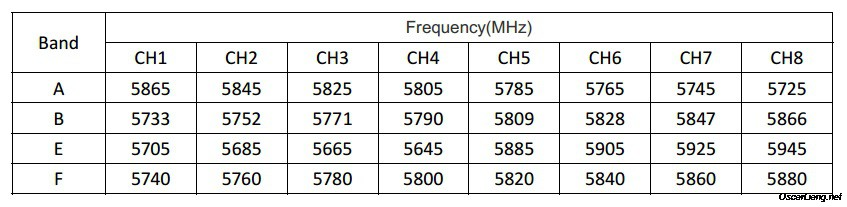 Band Frequency(MHz)
CH1 CH2 CH3 CH4 CH5 CH6 CH7 CH8
A 5865 5845 5825 5805 5785 5765 5745 5725
B 5733 5752 5771 5790 5809 5828 5847 5866
E 5705 5685 5665 5645 5885 5905 5925 5945
F 5740 5760 5780 5800 5820 5840 5860 5880
OscarLiang.net